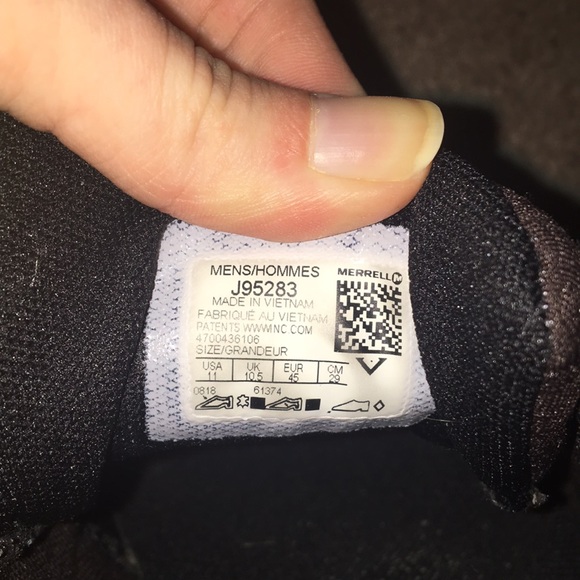 MENS/HOMMES MERRELL
J95283
MADE IN VIETNAM
FABRIQUÉ AU VIETNAM
PATENTS WWWINC.COM
4700436106
SIZE/GRANDEUR
USA UK EUR CM
11 10.5 45 29
0818 61374